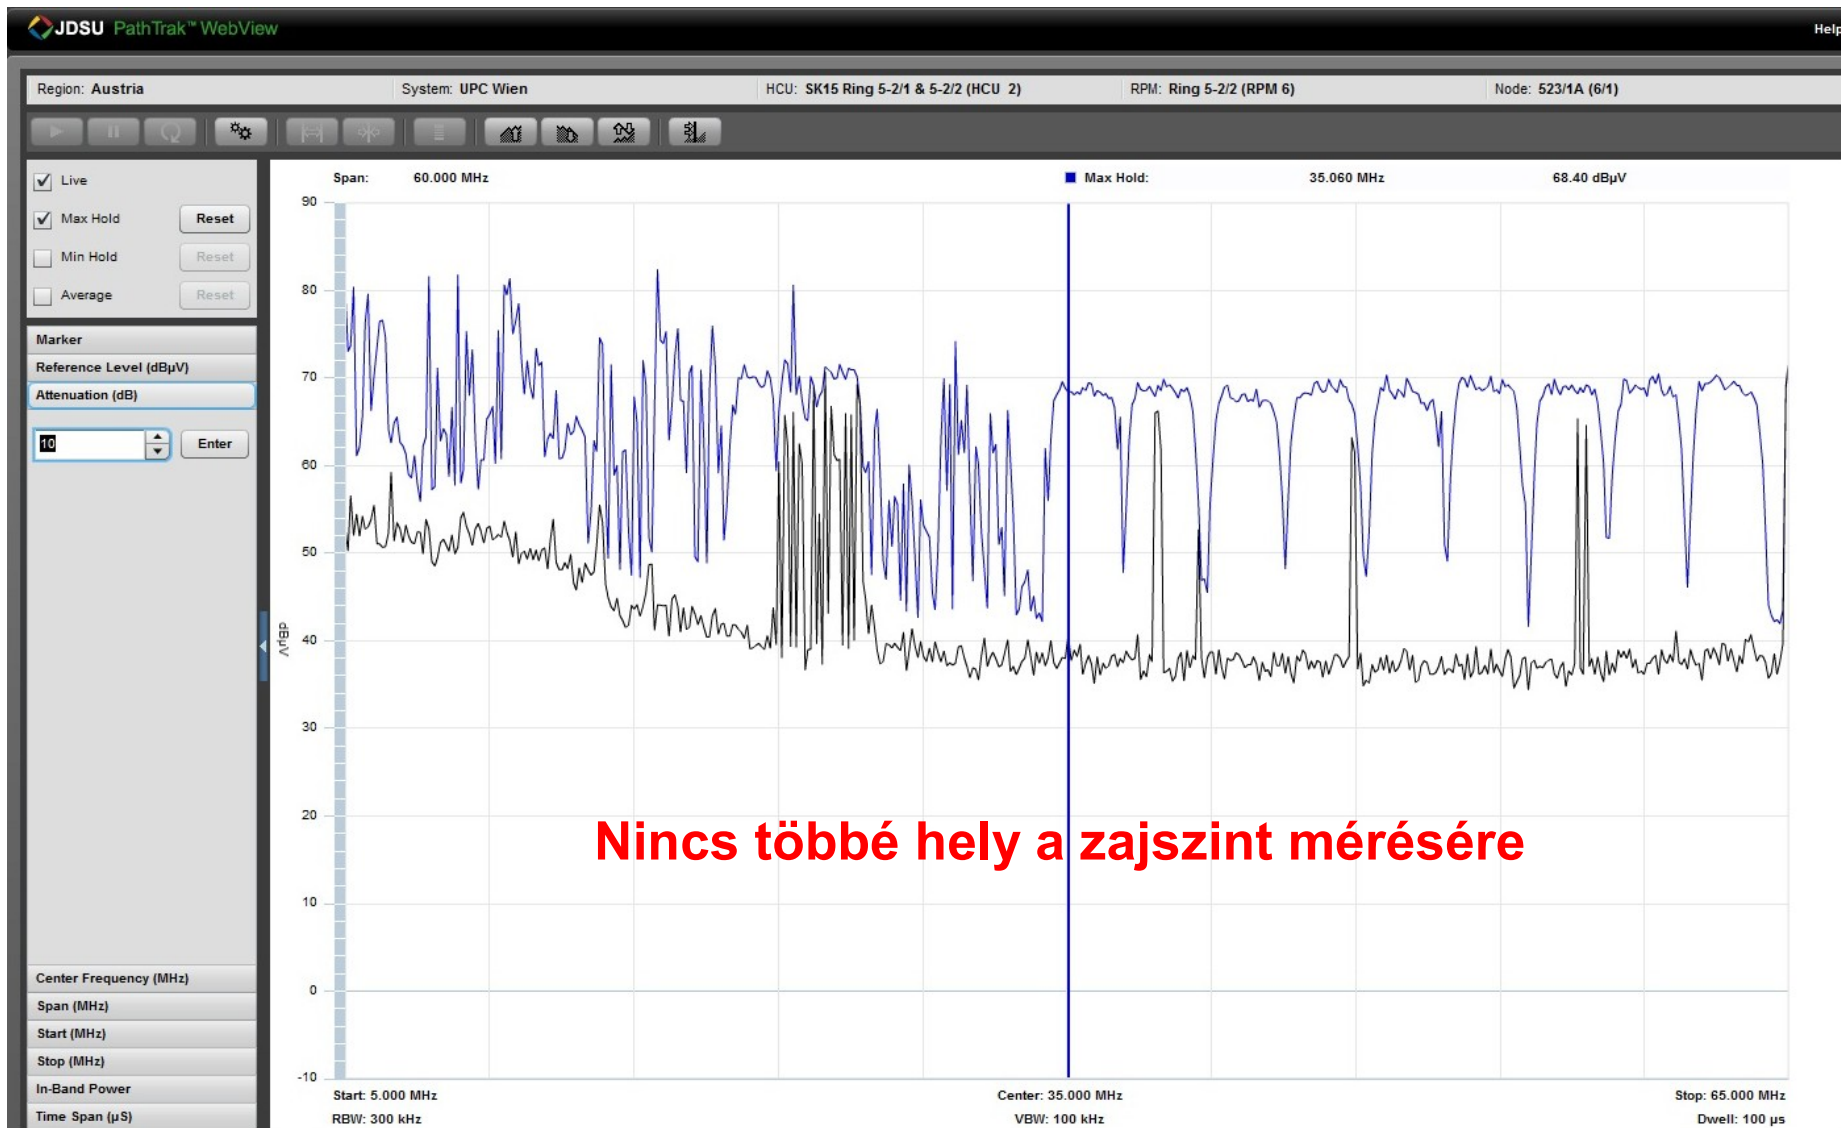 JDSU PathTrak™ WebView
Help
Region: Austria
System: UPC Wien
HCU: SK15 Ring 5-2/1 & 5-2/2 (HCU 2)
RPM: Ring 5-2/2 (RPM 6)
Node: 523/1A (6/1)
Live
Max Hold
Reset
Min Hold
Reset
Average
Reset
Marker
Reference Level (dBµV)
Attenuation (dB)
10
Enter
Center Frequency (MHz)
Span (MHz)
Start (MHz)
Stop (MHz)
In-Band Power
Time Span (µS)
Span: 60.000 MHz
Max Hold: 35.060 MHz 68.40 dBµV
90
80
70
60
50
40
30
20
10
0
-10
dBµV
Nincs többé hely a zajszint mérésére
Start: 5.000 MHz
Center: 35.000 MHz
Stop: 65.000 MHz
RBW: 300 kHz
VBW: 100 kHz
Dwell: 100 µs